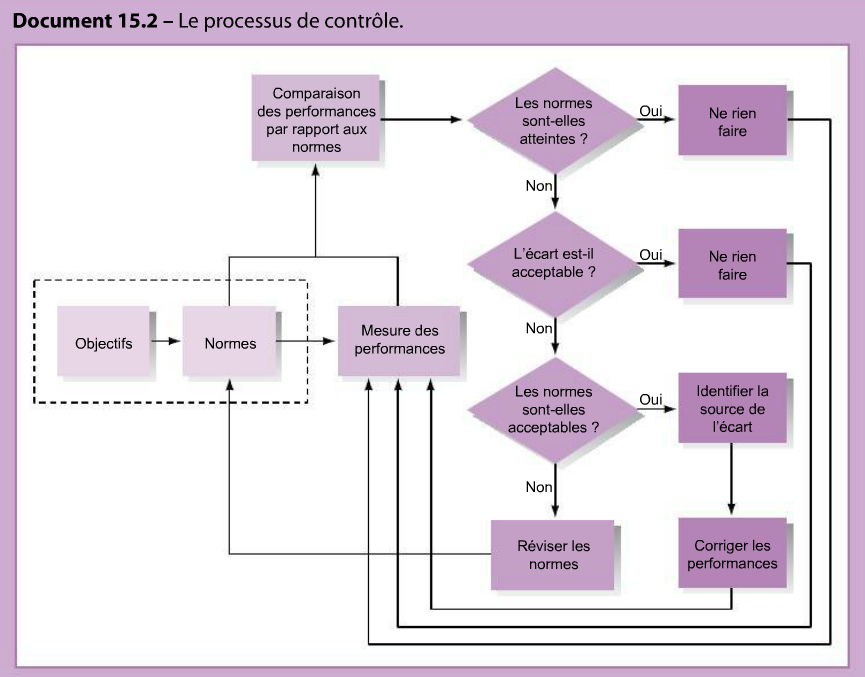 Document 15.2 – Le processus de contrôle.
Comparaison
des performances
par rapport aux
normes
Les normes
sont-elles
atteintes ?
Oui
Ne rien
faire
Non
L'écart est-il
acceptable ?
Oui
Ne rien
faire
Non
Objectifs
Normes
Mesure des
performances
Les normes
sont-elles
acceptables ?
Oui
Identifier la
source de
l'écart
Non
Réviser les
normes
Corriger les
performances